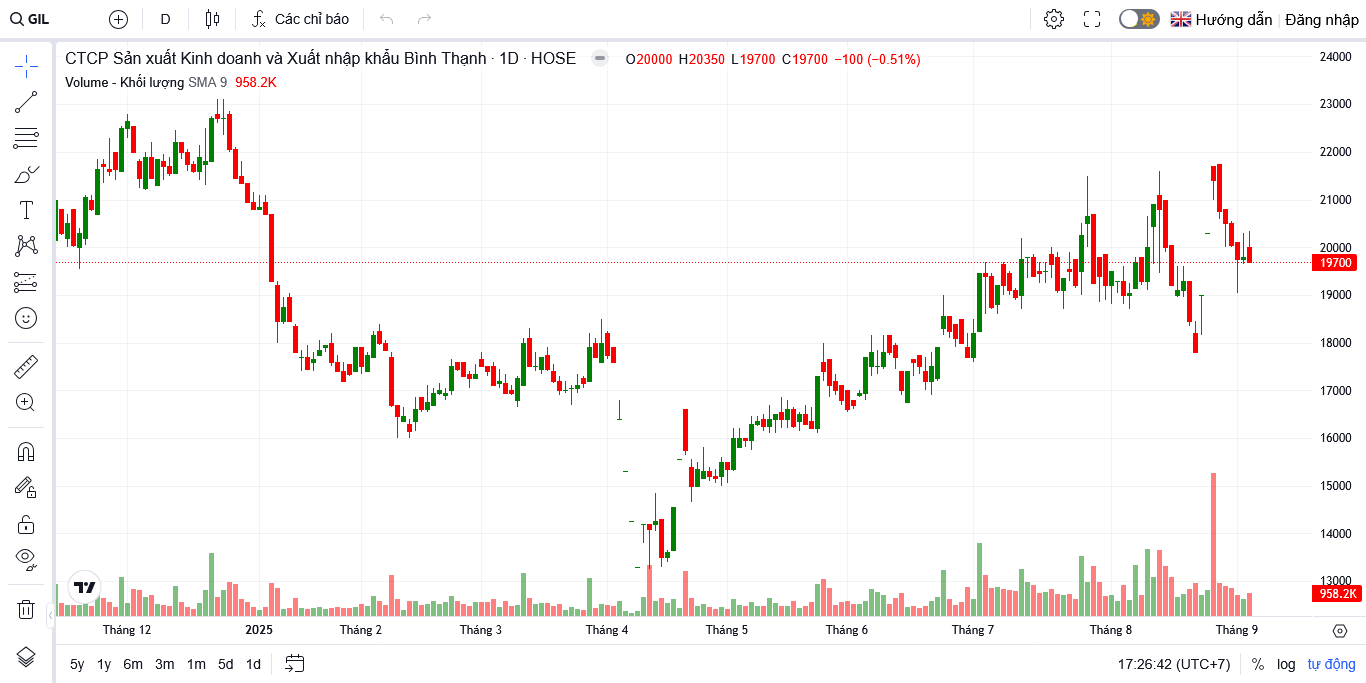 GIL D Các chỉ báo Hướng dẫn Đăng nhập
CTCP Sản xuất Kinh doanh và Xuất nhập khẩu Bình Thạnh · 1D · HOSE O20000 H20350 L19700 C19700 −100 (−0.51%)
Volume - Khối lượng SMA 9 958.2K
24000
23000
22000
21000
20000
19700
19000
18000
17000
16000
15000
14000
13000
958.2K
Tháng 12 2025 Tháng 2 Tháng 3 Tháng 4 Tháng 5 Tháng 6 Tháng 7 Tháng 8 Tháng 9
5y 1y 6m 3m 1m 5d 1d 17:26:42 (UTC+7) % log tự động